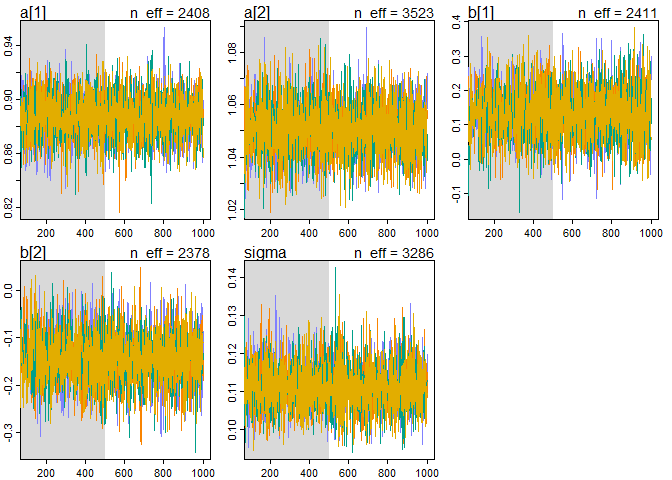 a[1] n_eff = 2408
0.82 0.86 0.90 0.94
200 400 600 800 1000
a[2] n_eff = 3523
1.02 1.04 1.06 1.08
200 400 600 800 1000
b[1] n_eff = 2411
-0.1 0.0 0.1 0.2 0.3 0.4
200 400 600 800 1000
b[2] n_eff = 2378
-0.3 -0.2 -0.1 0.0
200 400 600 800 1000
sigma n_eff = 3286
0.10 0.11 0.12 0.13 0.14
200 400 600 800 1000